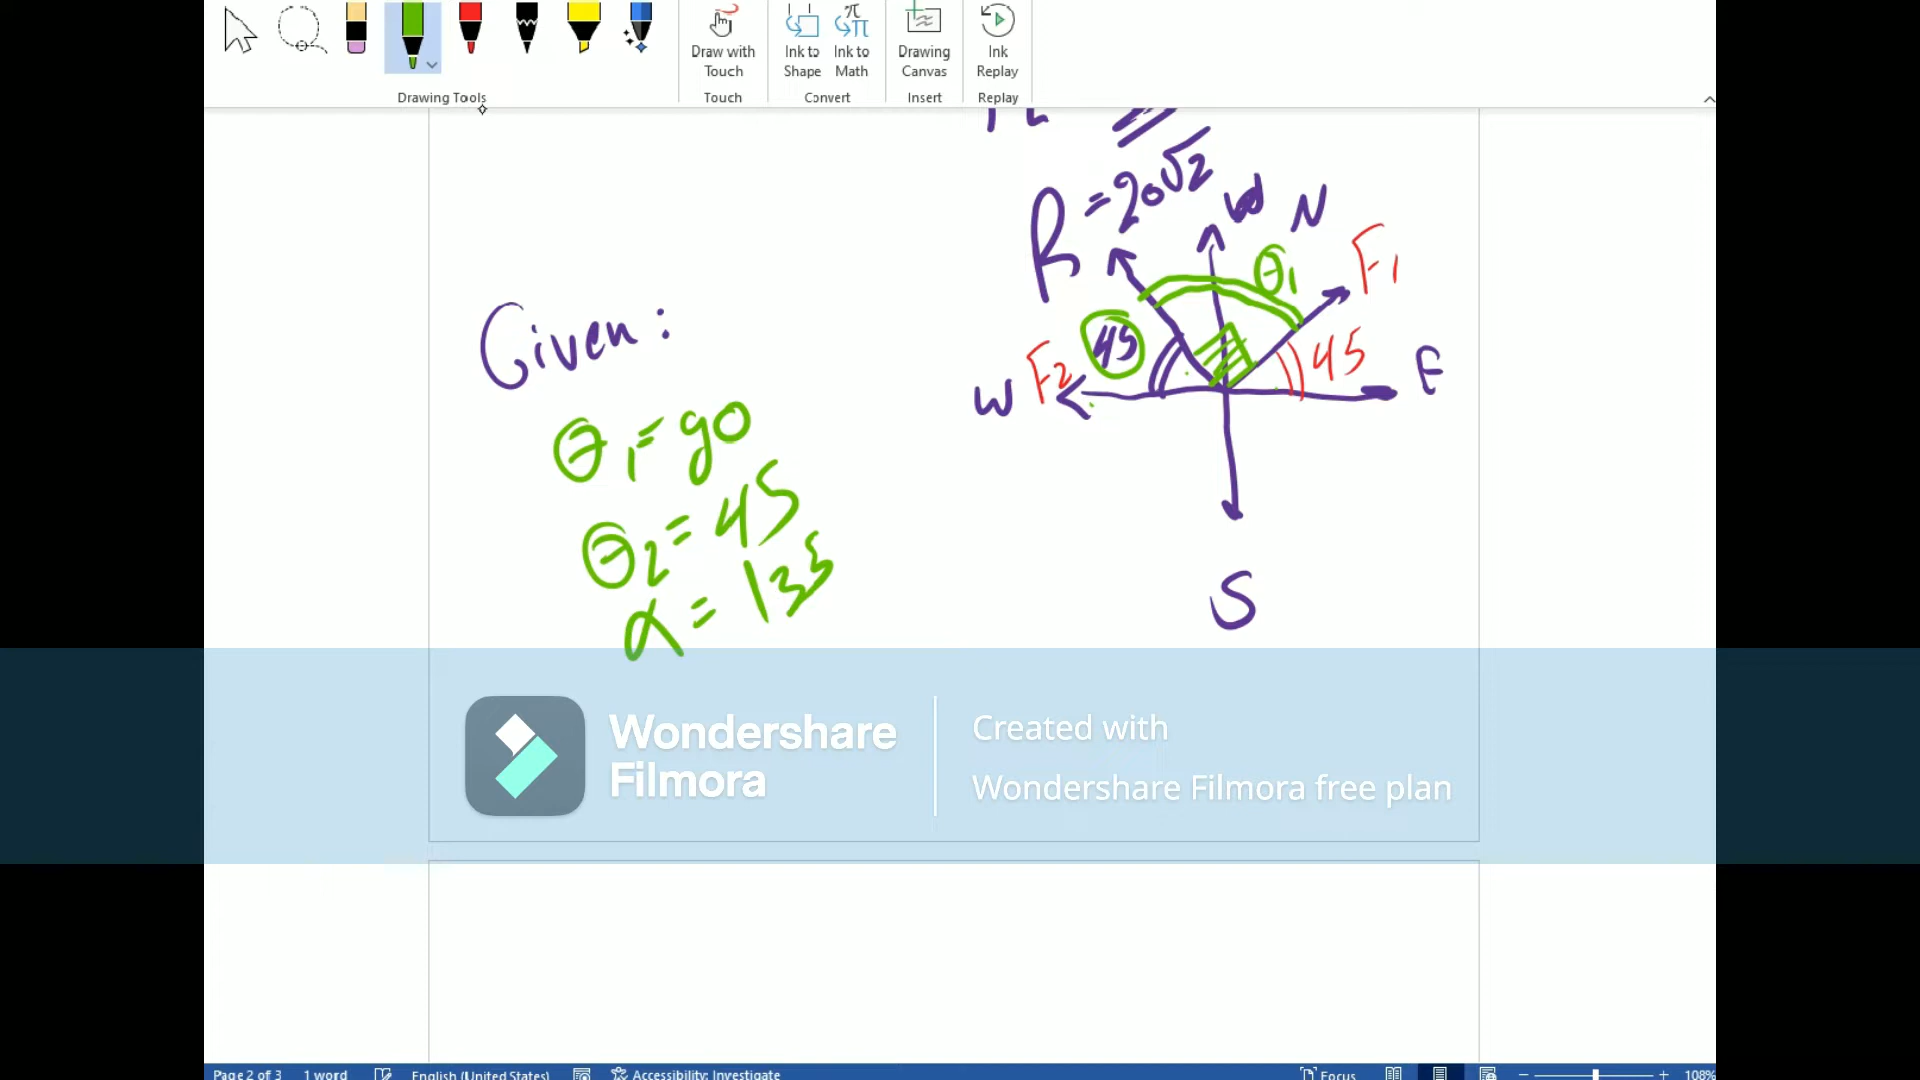 Draw with Touch
Ink to Shape
Ink to Math
Drawing Canvas
Ink Replay
Drawing Tools
Touch
Convert
Insert
Replay
R = 20√2
N
θ1
F1
45
F2
45
W
E
S
Given:
θ1 = 90
θ2 = 45
α = 135
Wondershare
Filmora
Created with
Wondershare Filmora free plan
Page 2 of 3
1 word
English (United States)
Accessibility: Investigate
Focus
108%